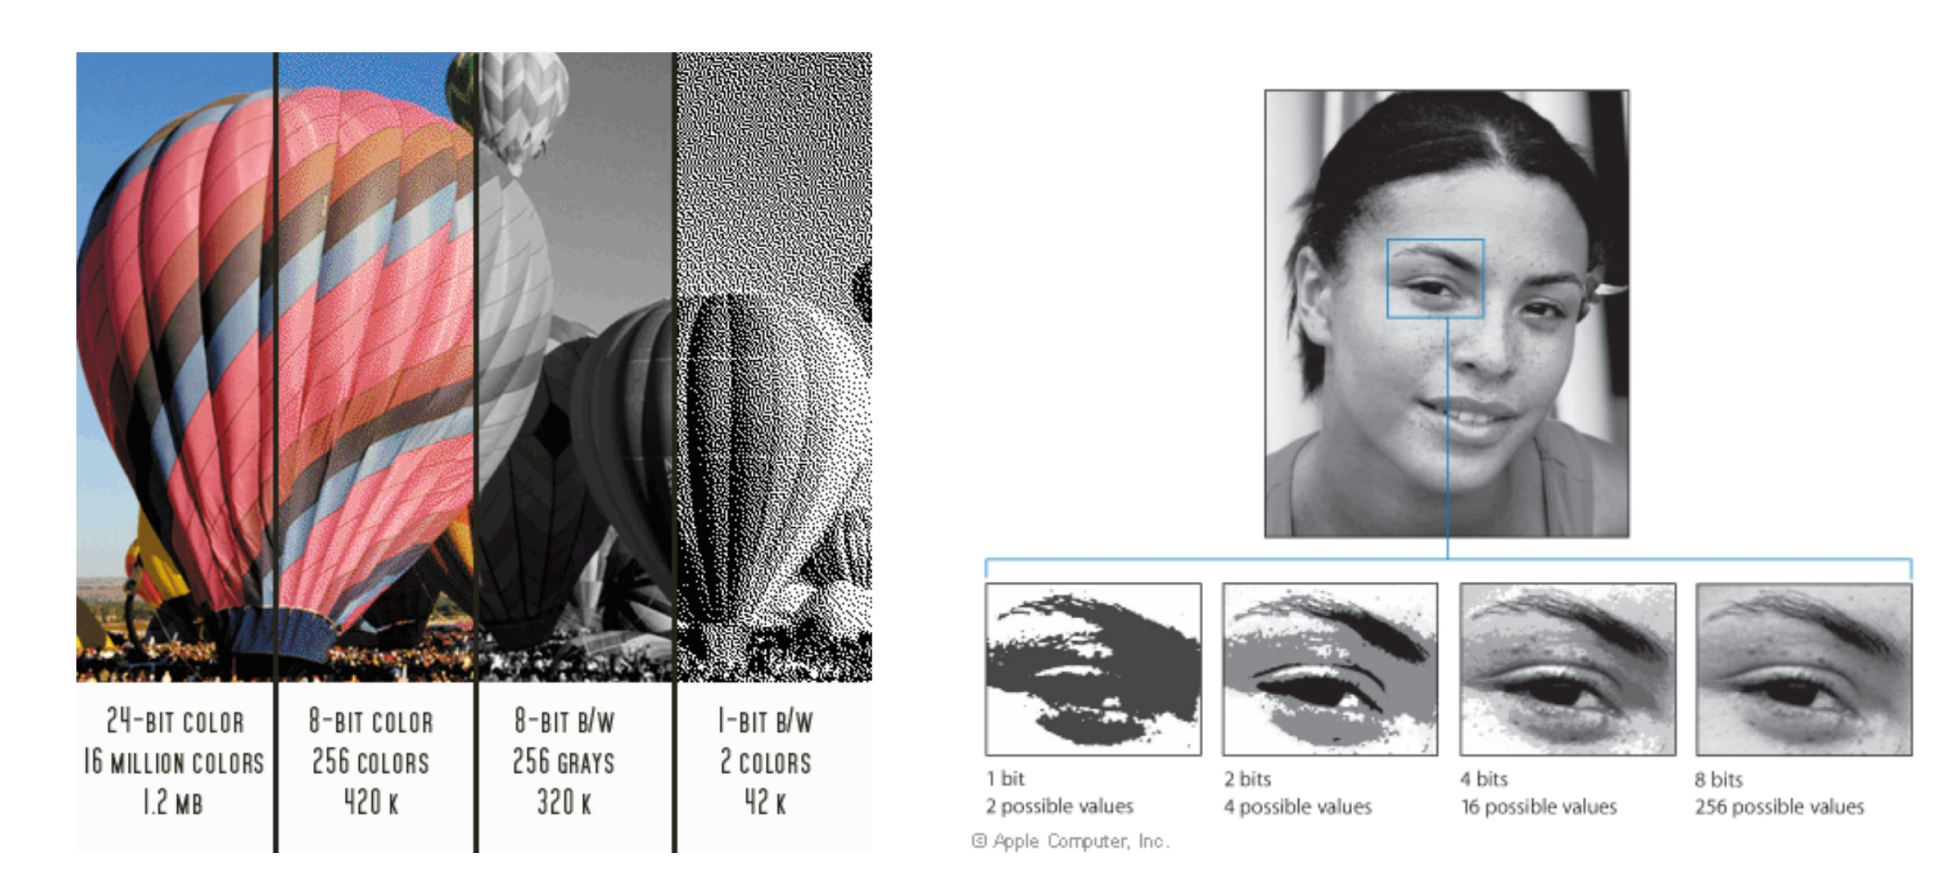 24-BIT COLOR
16 MILLION COLORS
1.2 MB
8-BIT COLOR
256 COLORS
420 K
8-BIT B/W
256 GRAYS
320 K
1-BIT B/W
2 COLORS
42 K
1 bit
2 possible values
2 bits
4 possible values
4 bits
16 possible values
8 bits
256 possible values
© Apple Computer, Inc.